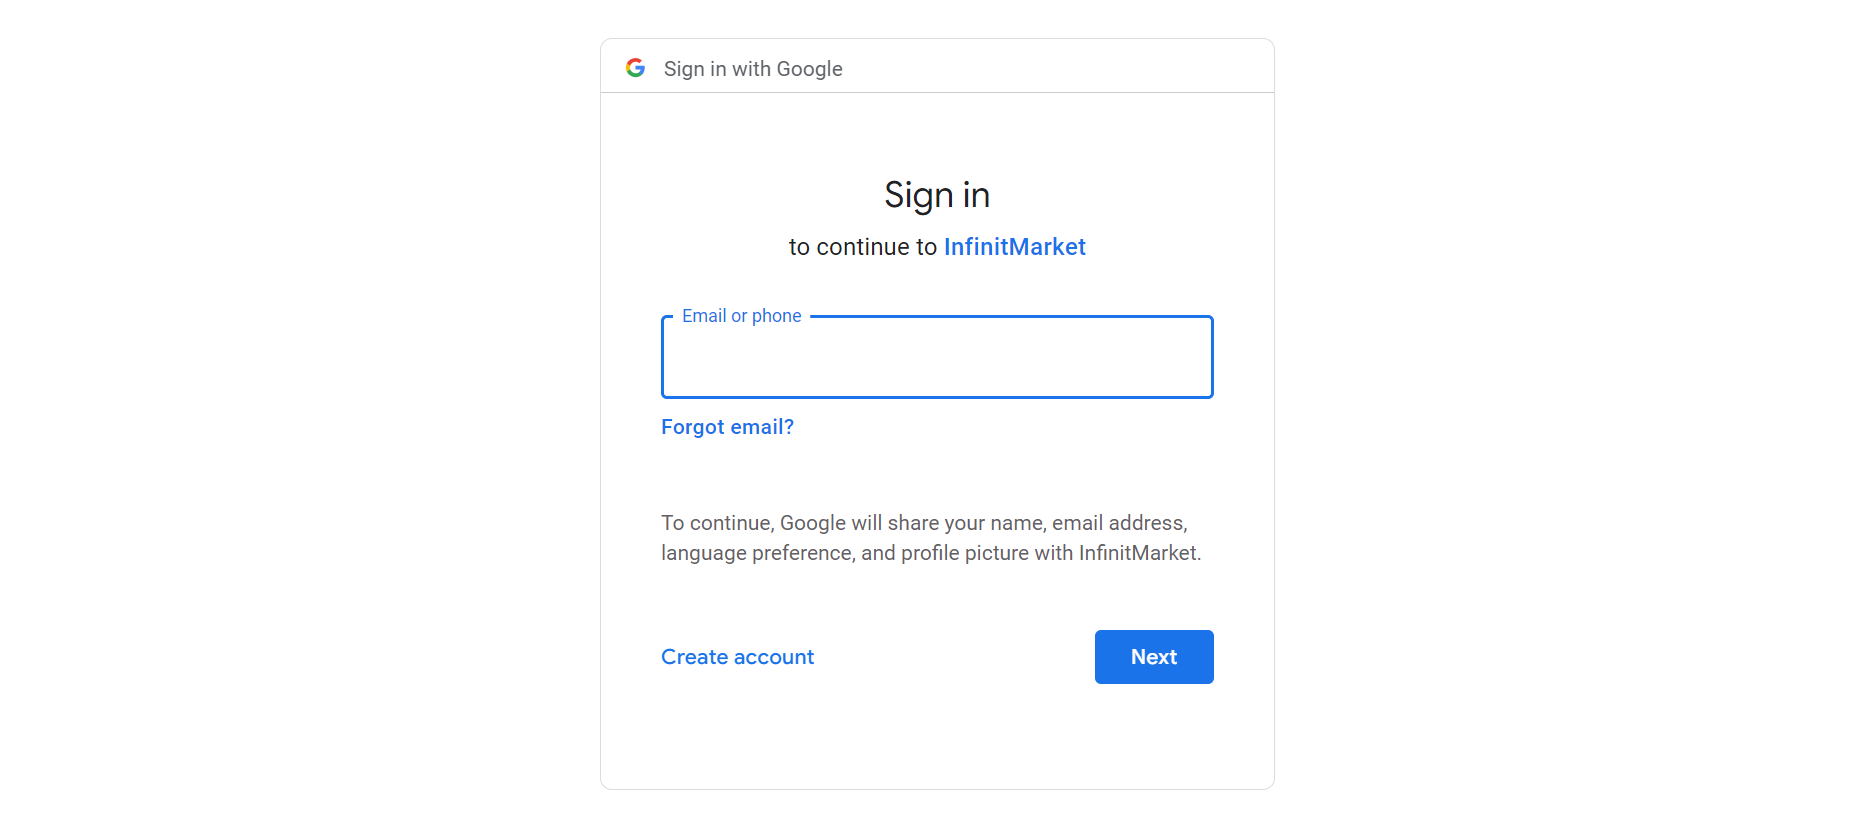 Sign in with Google
Sign in
to continue to InfinitMarket
Email or phone
Forgot email?
To continue, Google will share your name, email address,
language preference, and profile picture with InfinitMarket.
Create account
Next